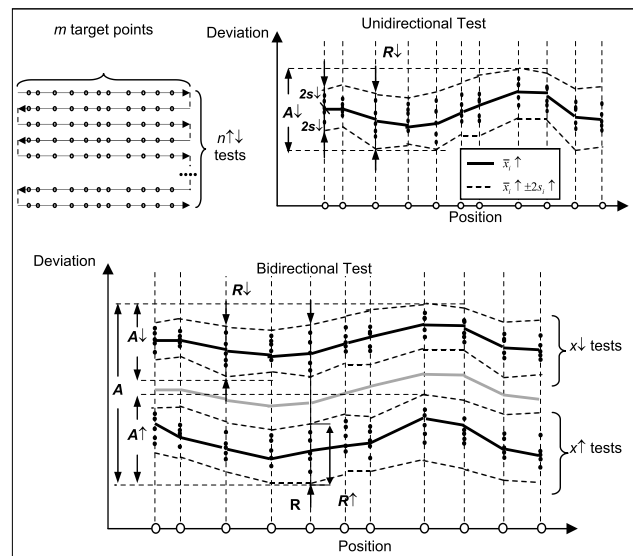 m target points
n↑↓
tests
Unidirectional Test
Deviation
R↓
2s↓
A↓
2s↓
x̄ᵢ ↑
x̄ᵢ ↑ ±2sᵢ ↑
Position
Bidirectional Test
Deviation
R↓
A↓
x↓ tests
A
A↑
x↑ tests
R
R↑
Position